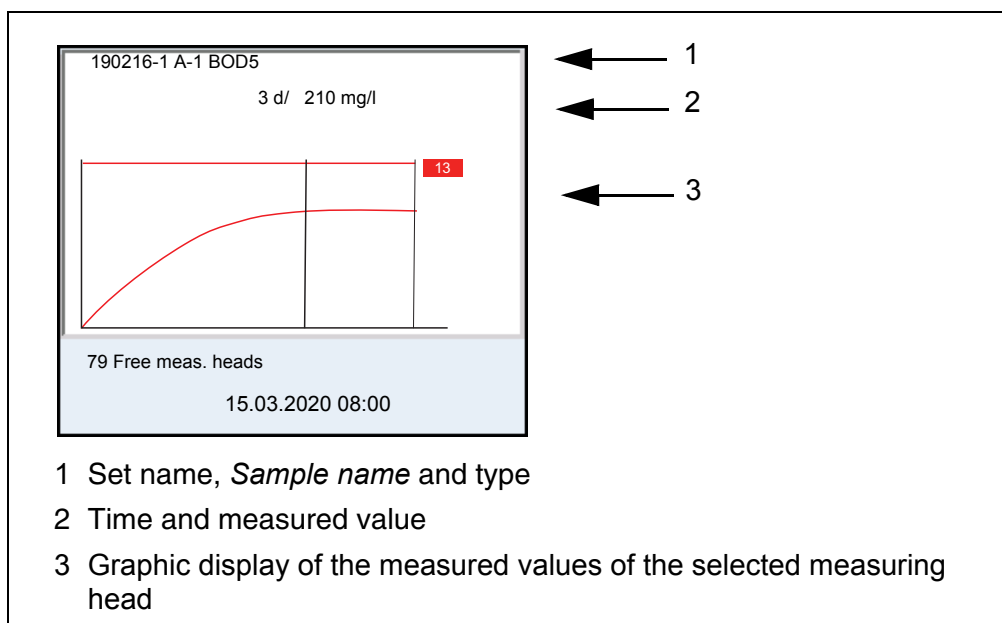 190216-1 A-1 BOD5
1
3 d/ 210 mg/l
2
13
3
79 Free meas. heads
15.03.2020 08:00
1 Set name, Sample name and type
2 Time and measured value
3 Graphic display of the measured values of the selected measuring
head